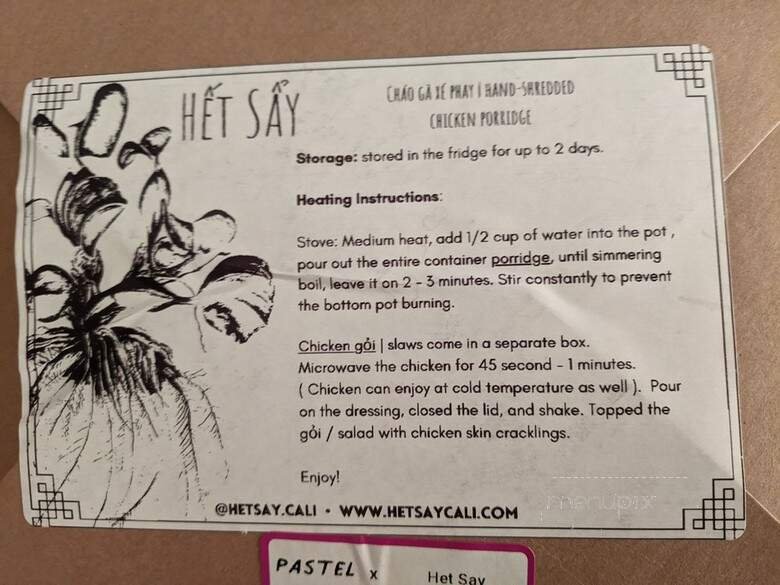 HẾT SẨY
CHÁO GÀ XÉ PHAY | HAND-SHREDDED
CHICKEN PORRIDGE
Storage: stored in the fridge for up to 2 days.
Heating Instructions:
Stove: Medium heat, add 1/2 cup of water into the pot ,
pour out the entire container porridge, until simmering
boil, leave it on 2 - 3 minutes. Stir constantly to prevent
the bottom pot burning.
Chicken gỏi | slaws come in a separate box.
Microwave the chicken for 45 second - 1 minutes.
( Chicken can enjoy at cold temperature as well ). Pour
on the dressing, closed the lid, and shake. Topped the
gỏi / salad with chicken skin cracklings.
Enjoy!
@HETSAY.CALI • WWW.HETSAYCALI.COM
menupix
PASTEL x Het Say